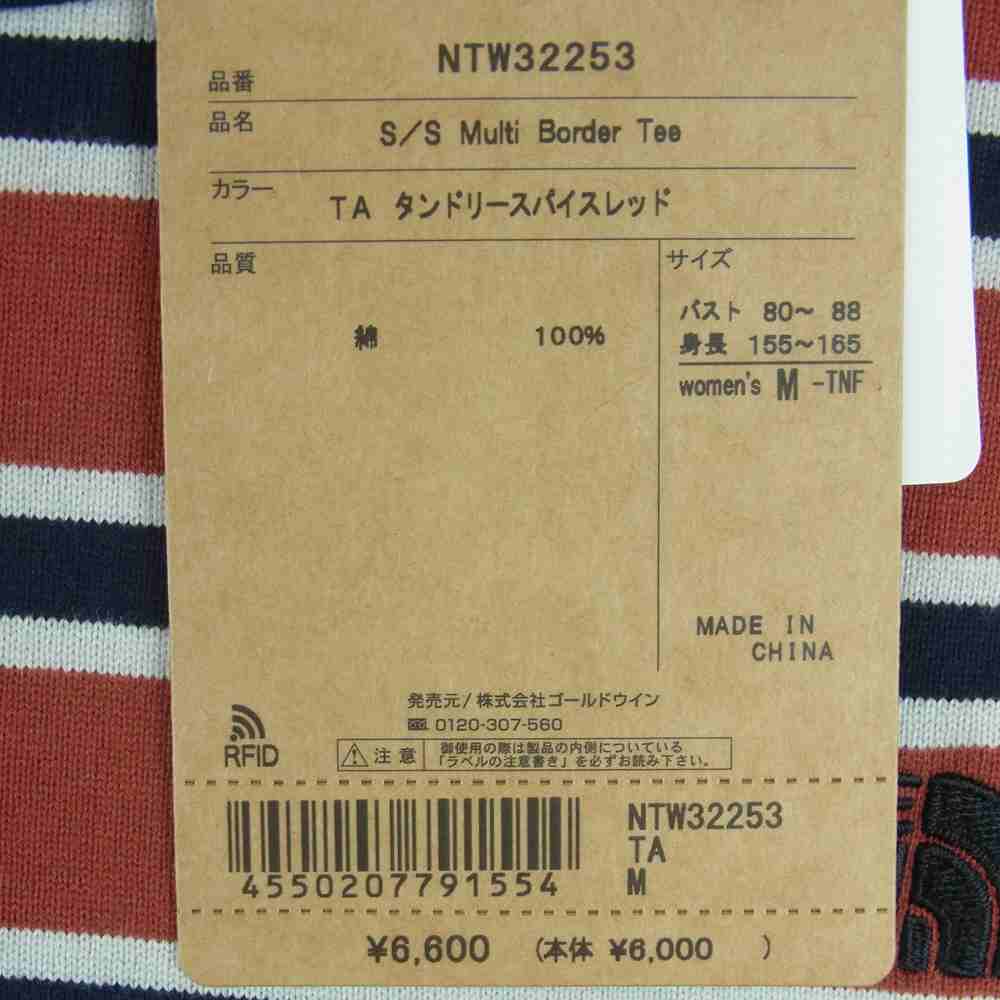 NTW32253
品番
品名
S/S Multi Border Tee
カラー
TA タンドリースパイスレッド
品質
サイズ
綿 100%
バスト 80〜 88
身長 155〜165
women's M -TNF
MADE IN
CHINA
発売元/株式会社ゴールドウイン
0120-307-560
RFID
注意
御使用の際は製品の内側についている
「ラベルの注意書き」を必ずお読み下さい。
NTW32253
TA
M
4550207791554
¥6,600 (本体 ¥6,000 )